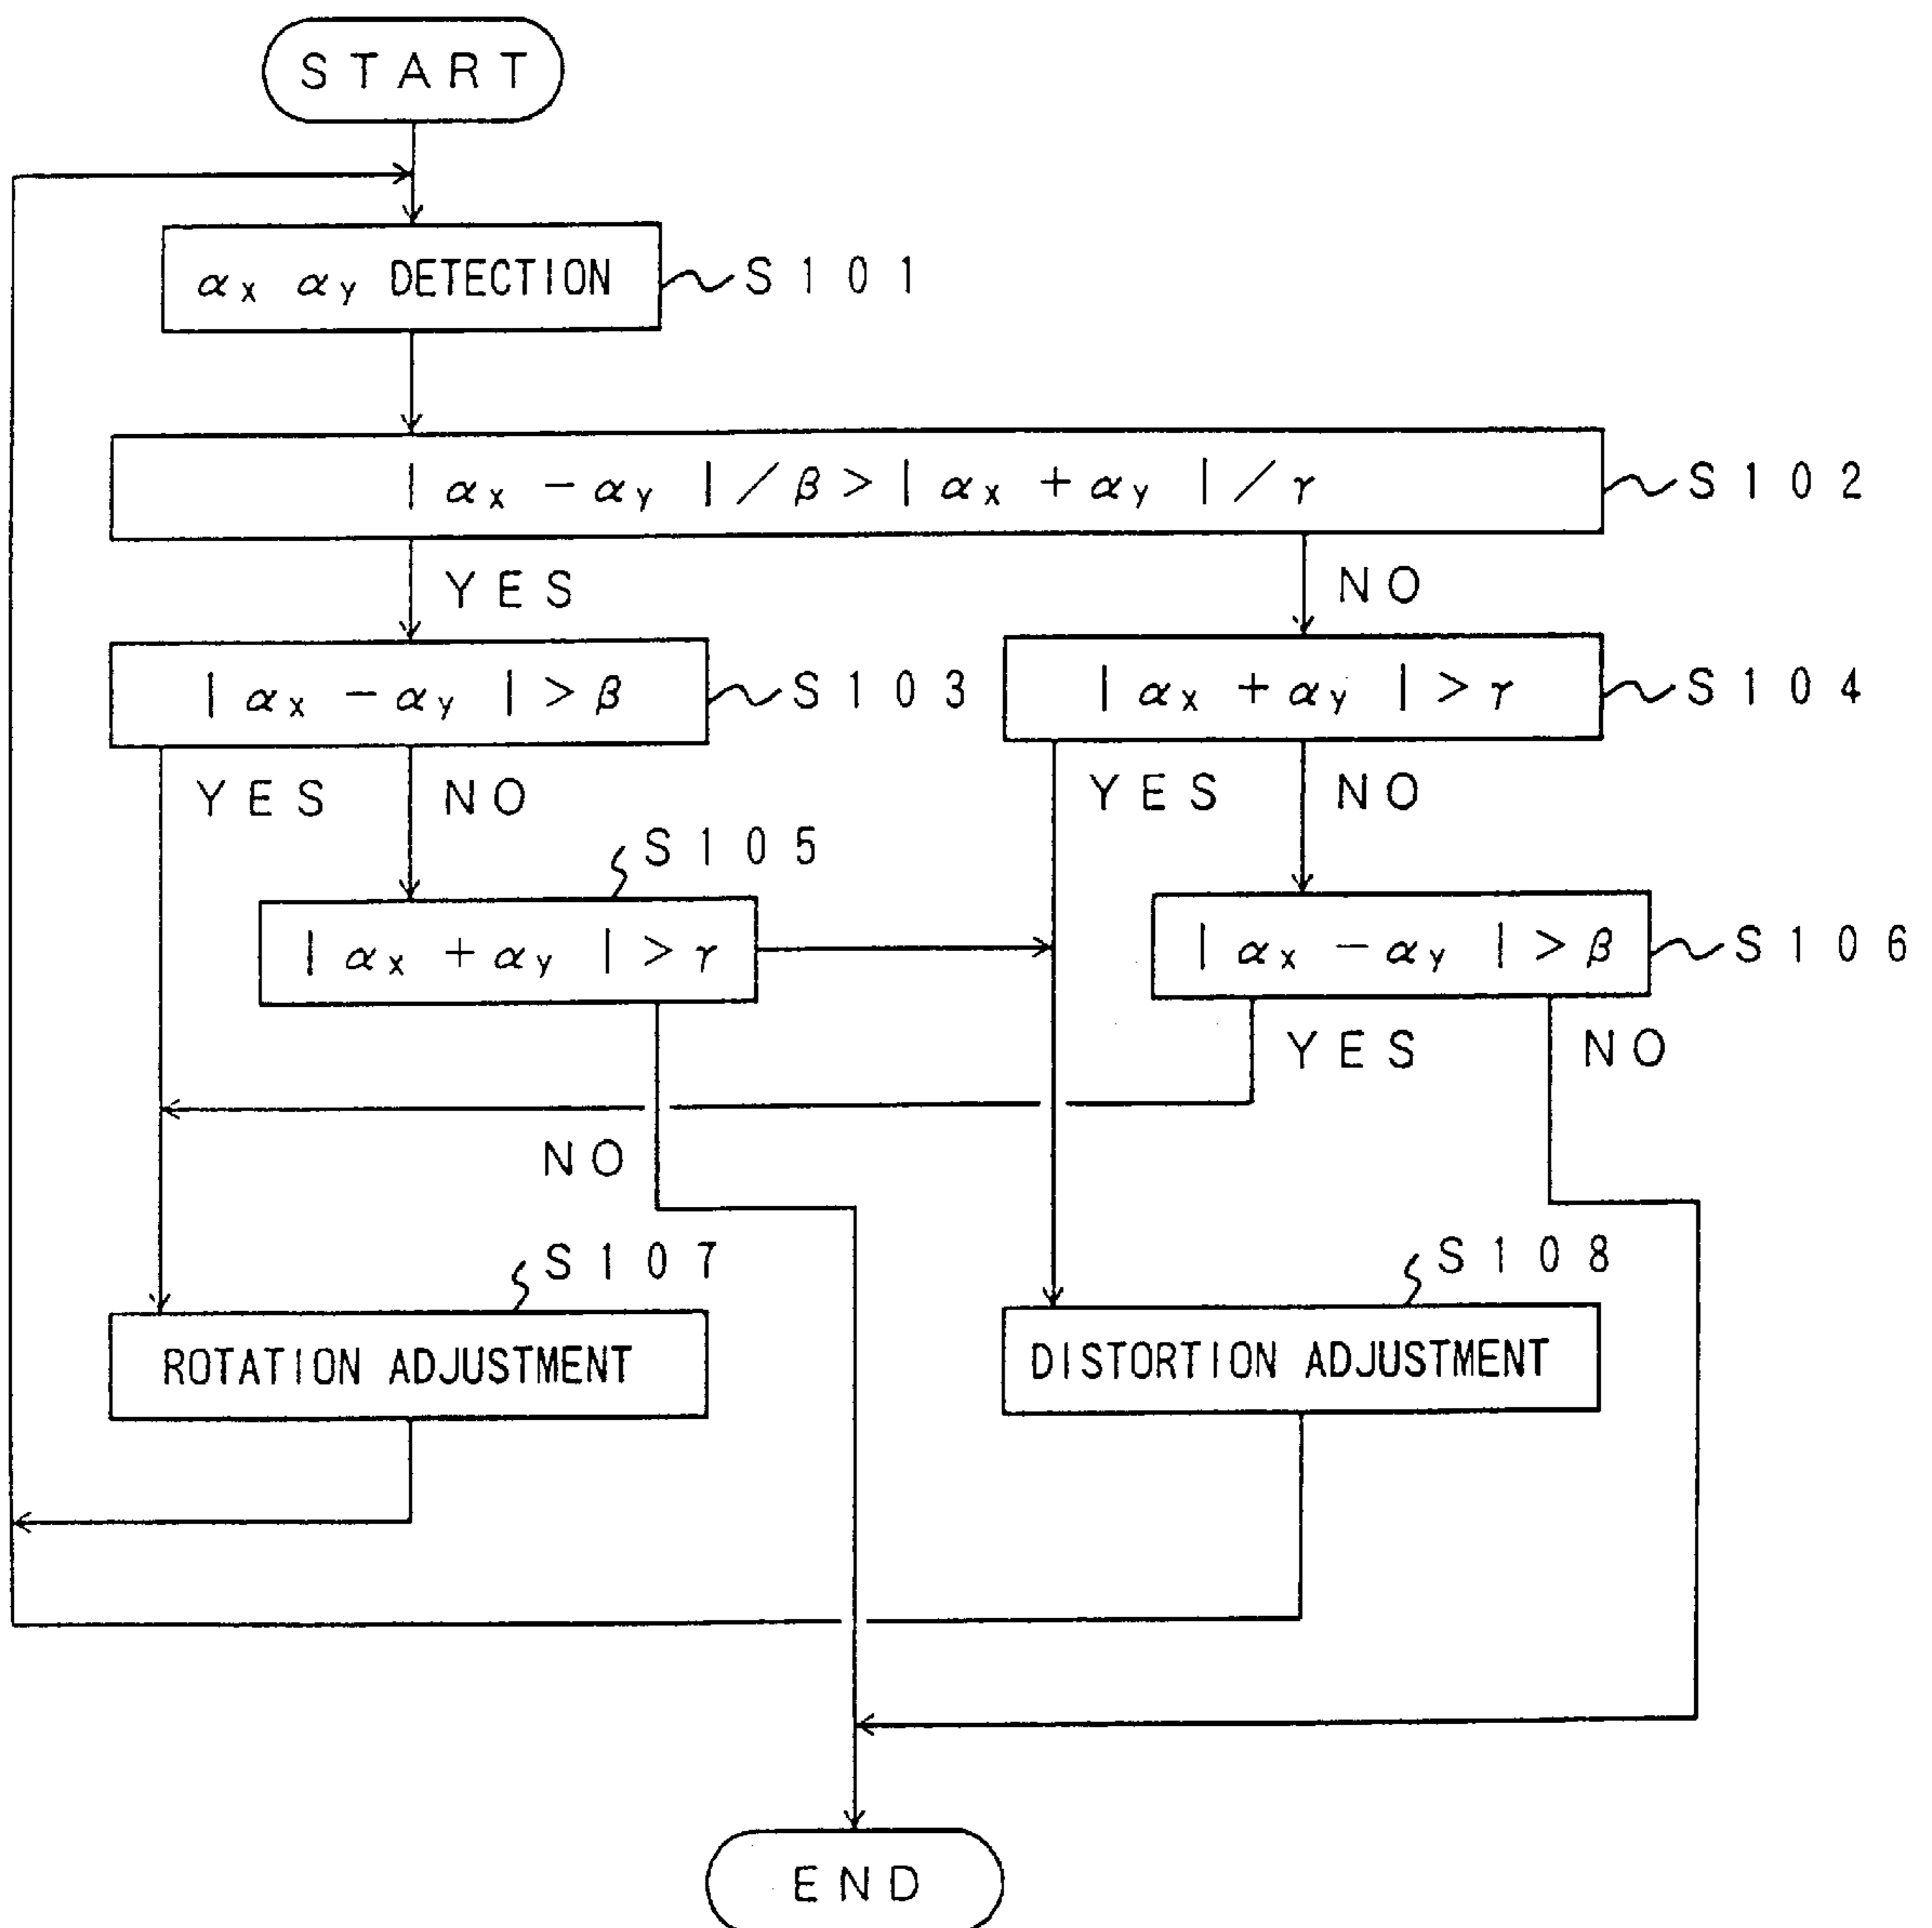 START
αx αy DETECTION
S101
| αx − αy |/β > | αx + αy |/γ
S102
YES
NO
| αx − αy | > β
S103
| αx + αy | > γ
S104
YES
NO
YES
NO
S105
| αx + αy | > γ
| αx − αy | > β
S106
YES
NO
NO
S107
S108
ROTATION ADJUSTMENT
DISTORTION ADJUSTMENT
END